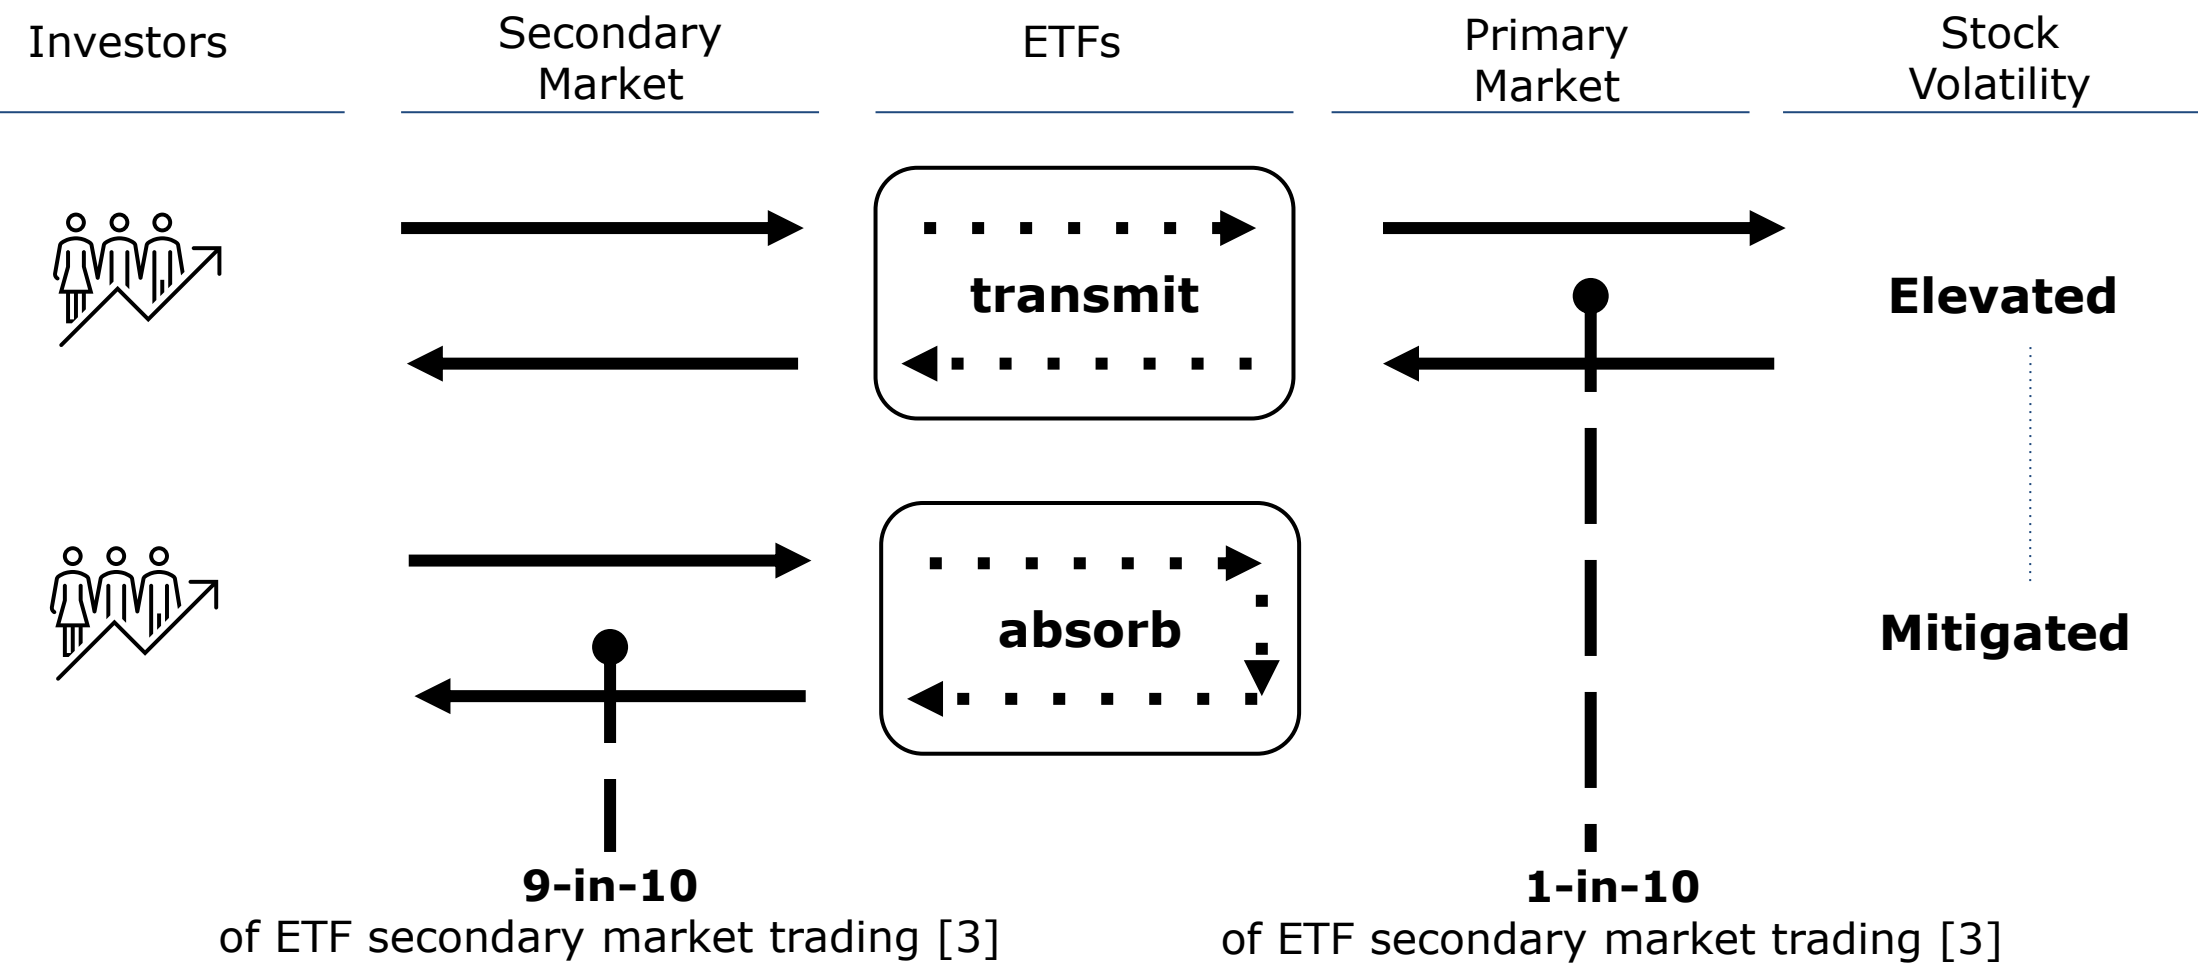 Investors
Secondary
Market
ETFs
Primary
Market
Stock
Volatility
transmit
Elevated
absorb
Mitigated
9-in-10
of ETF secondary market trading [3]
1-in-10
of ETF secondary market trading [3]